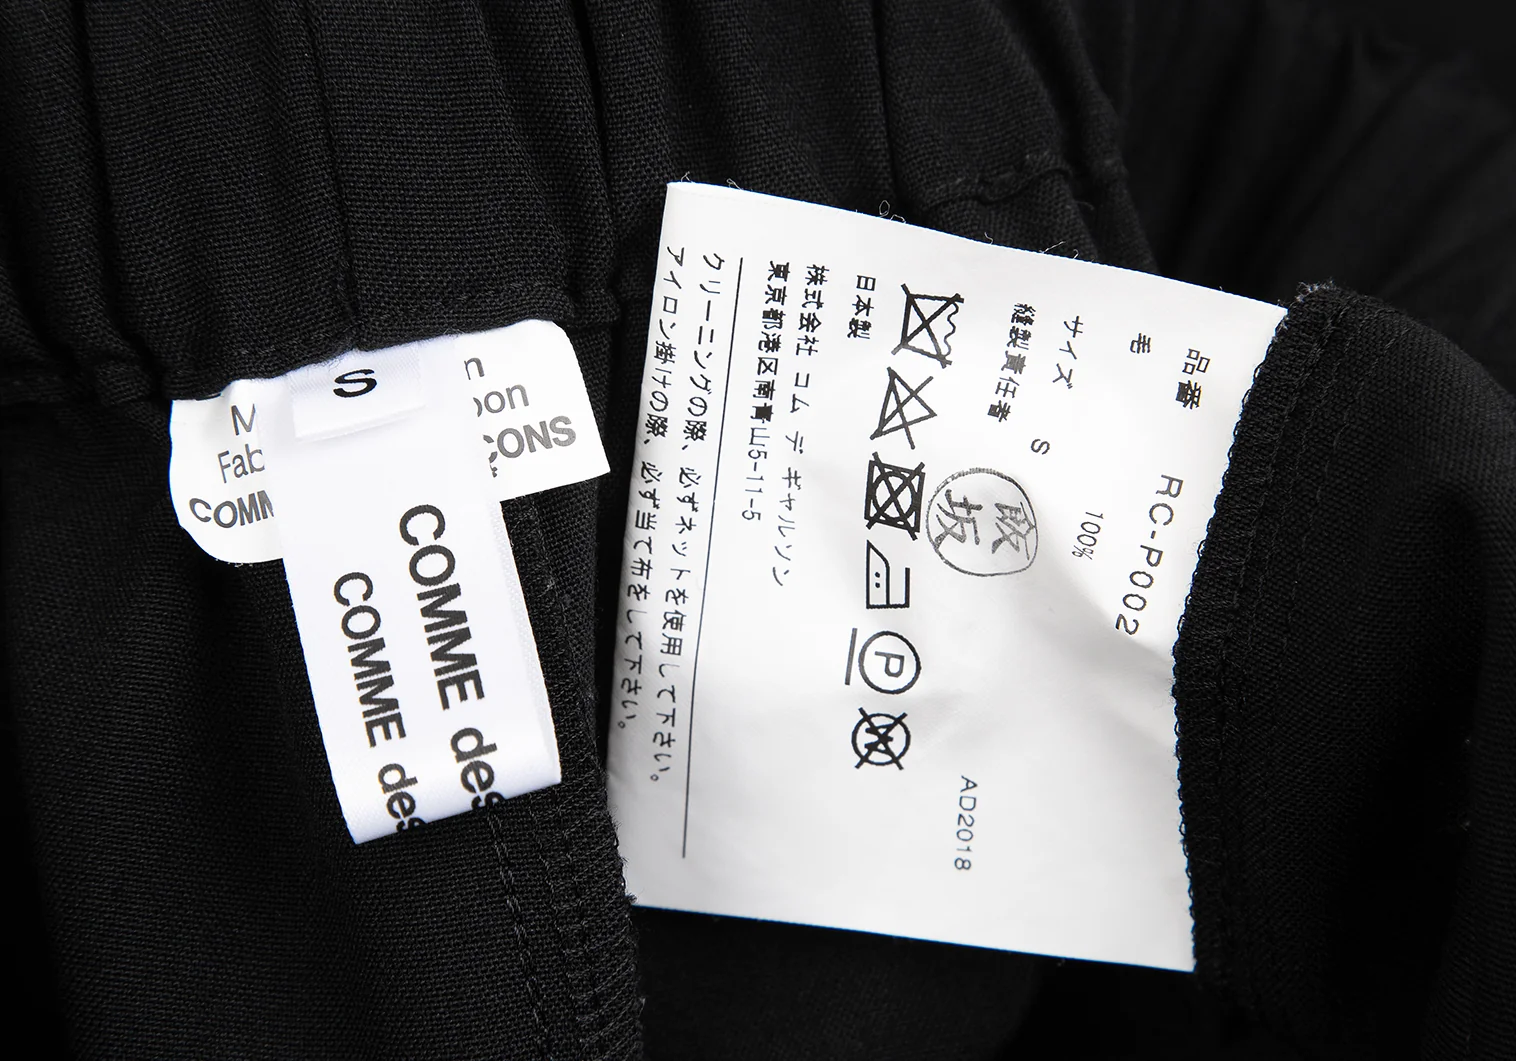 S
M
Fab
COMM
n
oon
CONS
COMME des
COMME des
品番 RC-P002
毛 100%
サイズ S
縫製責任者 飯坂
AD2018
P
W
日本製
株式会社 コム デ ギャルソン
東京都港区南青山5-11-5
クリーニングの際、必ずネットを使用して下さい。
アイロン掛けの際、必ず当て布をして下さい。